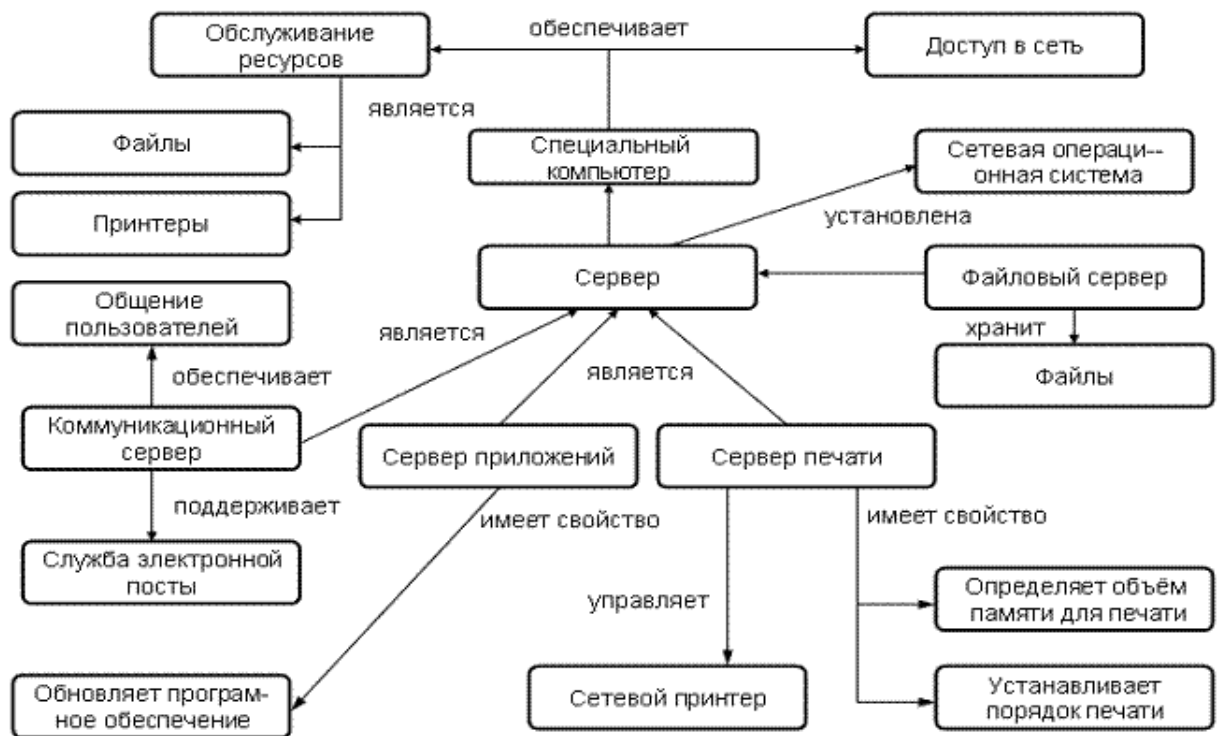 Обслуживание
ресурсов
обеспечивает
Доступ в сеть
является
Файлы
Специальный
компьютер
Сетевая операци--
онная система
Принтеры
установлена
Сервер
Файловый сервер
Общение
пользователей
является
хранит
обеспечивает
является
Файлы
Коммуникационный
сервер
Сервер приложений
Сервер печати
поддерживает
имеет свойство
имеет свойство
Служба электронной
посты
управляет
Определяет объём
памяти для печати
Обновляет програм-
ное обеспечение
Сетевой принтер
Устанавливает
порядок печати